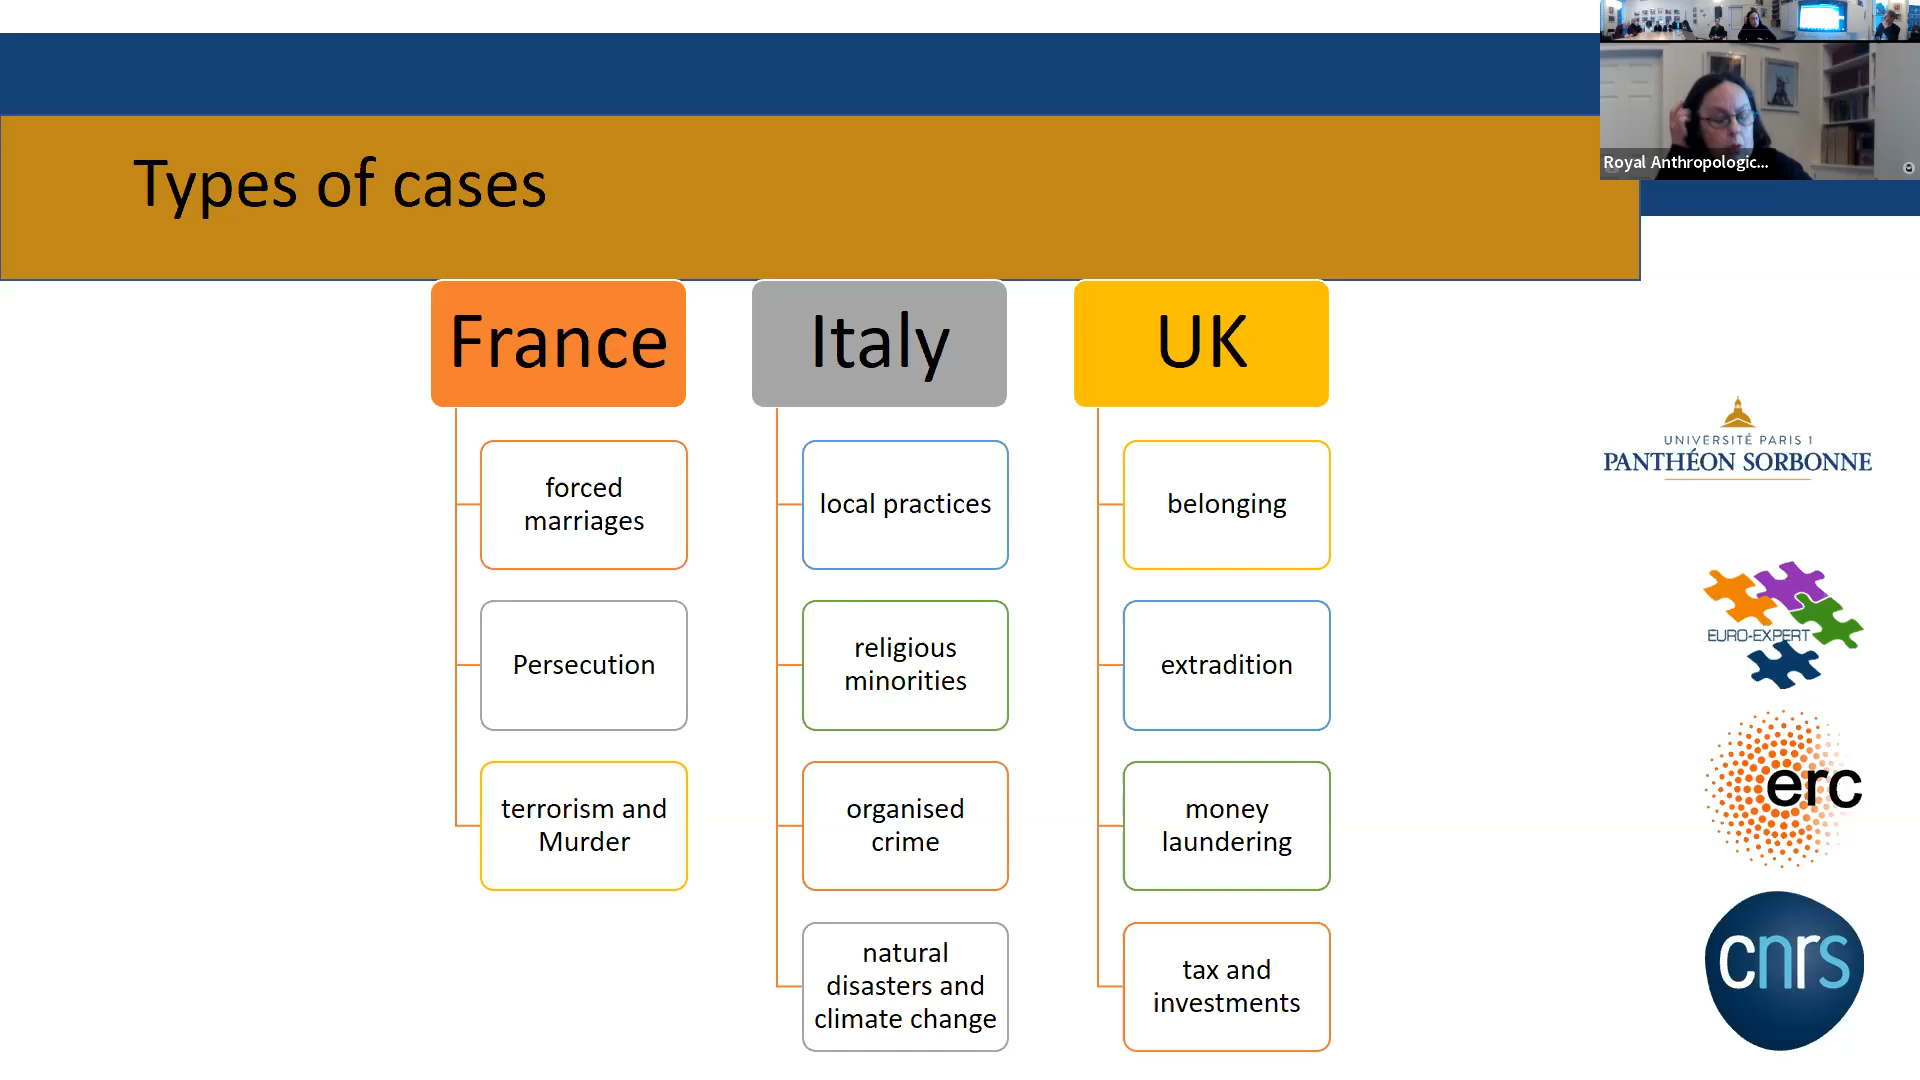 Types of cases
Royal Anthropologic...
France
forced
marriages
Persecution
terrorism and
Murder
Italy
local practices
religious
minorities
organised
crime
natural
disasters and
climate change
UK
belonging
extradition
money
laundering
tax and
investments
UNIVERSITÉ PARIS 1
PANTHÉON SORBONNE
EURO-EXPERT
erc
cnrs